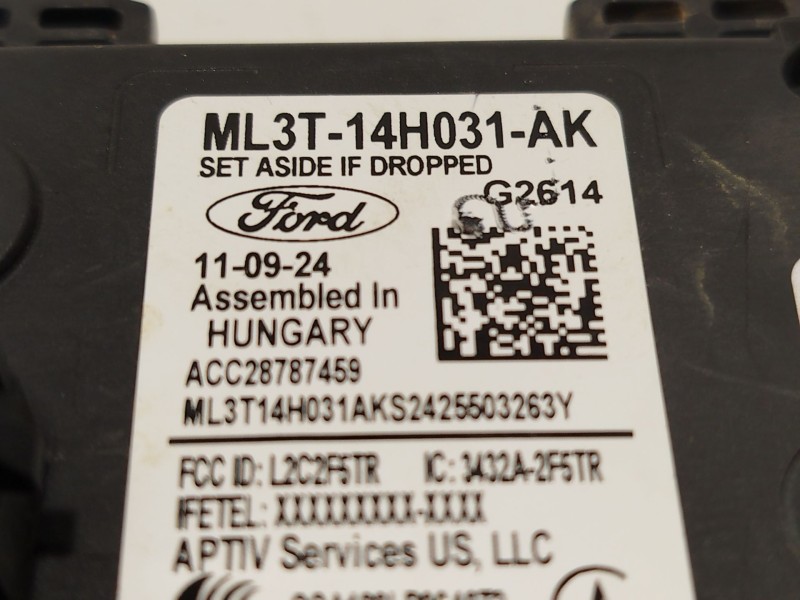 ML3T-14H031-AK
SET ASIDE IF DROPPED
G2614
Ford
11-09-24
Assembled In
HUNGARY
ACC28787459
ML3T14H031AKS2425503263Y
FCC ID: L2C2F5TR IC: 3432A-2F5TR
IFETEL: XXXXXXXXX-XXXX
APTIV Services US, LLC